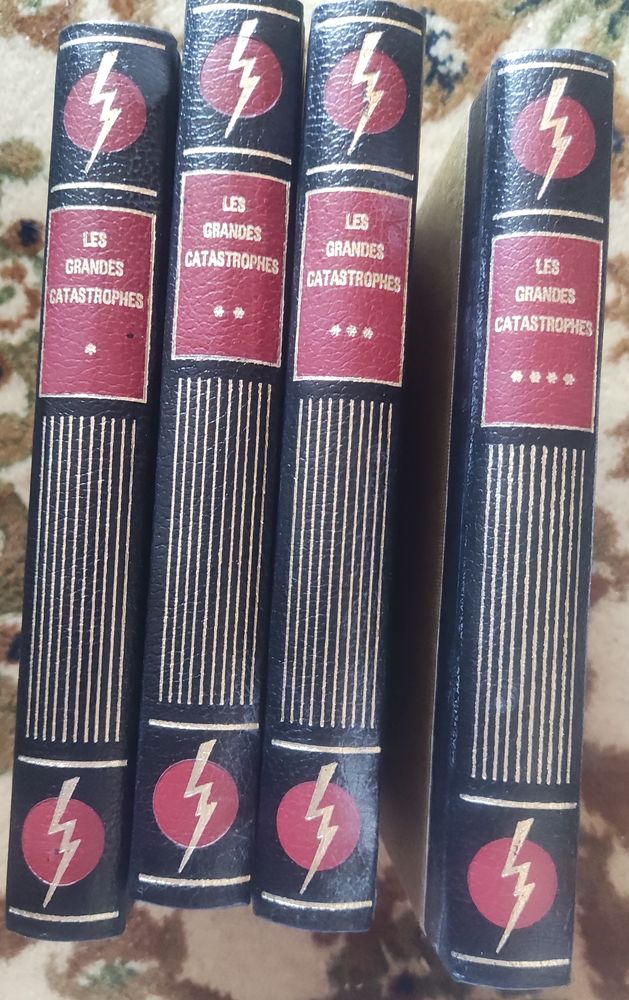 LES
GRANDES
CATASTROPHES
*
LES
GRANDES
CATASTROPHES
**
LES
GRANDES
CATASTROPHES
***
LES
GRANDES
CATASTROPHES
****